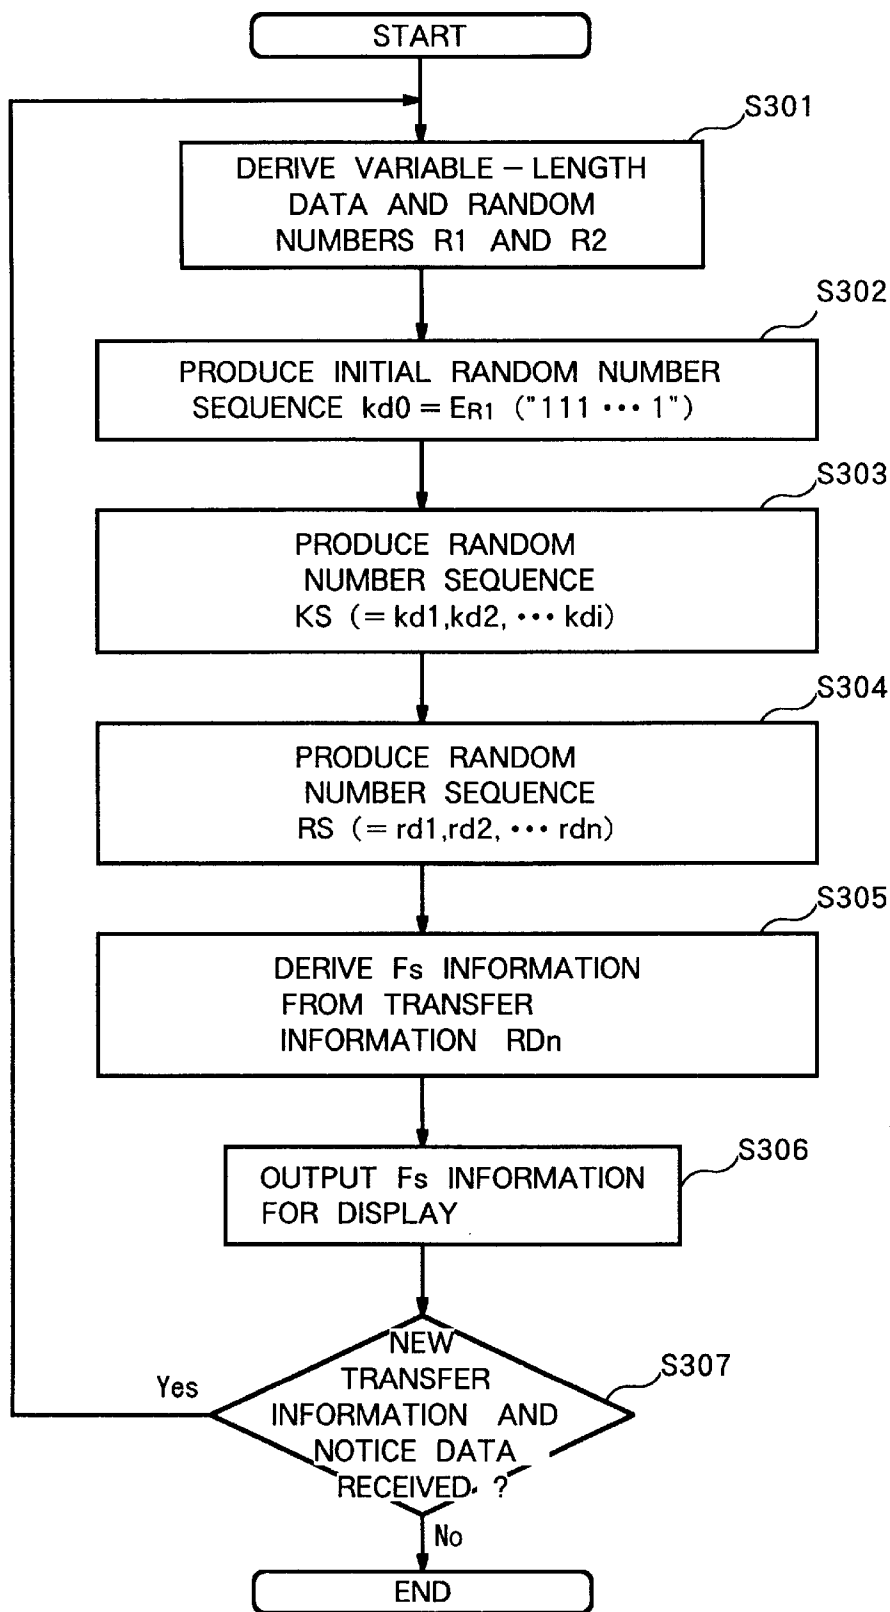 START
S301
DERIVE VARIABLE – LENGTH
DATA AND RANDOM
NUMBERS R1 AND R2
S302
PRODUCE INITIAL RANDOM NUMBER
SEQUENCE kd0 = ER1 ("111 ··· 1")
S303
PRODUCE RANDOM
NUMBER SEQUENCE
KS (= kd1,kd2, ··· kdi)
S304
PRODUCE RANDOM
NUMBER SEQUENCE
RS (= rd1,rd2, ··· rdn)
S305
DERIVE Fs INFORMATION
FROM TRANSFER
INFORMATION RDn
S306
OUTPUT Fs INFORMATION
FOR DISPLAY
S307
NEW
TRANSFER
INFORMATION AND
NOTICE DATA
RECEIVED. ?
Yes
No
END